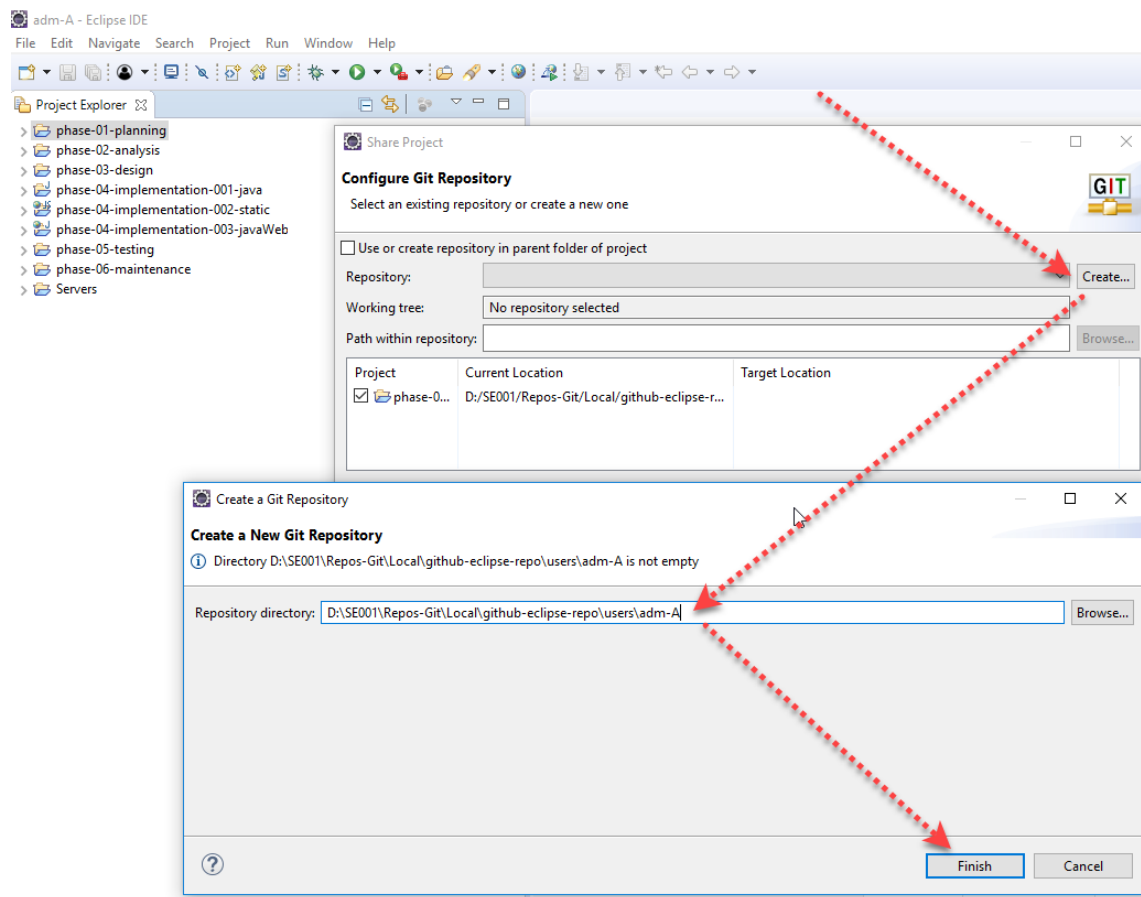 adm-A - Eclipse IDE
File Edit Navigate Search Project Run Window Help
Project Explorer
phase-01-planning
phase-02-analysis
phase-03-design
phase-04-implementation-001-java
phase-04-implementation-002-static
phase-04-implementation-003-javaWeb
phase-05-testing
phase-06-maintenance
Servers
Share Project
Configure Git Repository
Select an existing repository or create a new one
GIT
Use or create repository in parent folder of project
Repository: Create...
Working tree: No repository selected
Path within repository: Browse...
Project Current Location Target Location
phase-0... D:/SE001/Repos-Git/Local/github-eclipse-r...
Create a Git Repository
Create a New Git Repository
Directory D:\SE001\Repos-Git\Local\github-eclipse-repo\users\adm-A is not empty
Repository directory: D:\SE001\Repos-Git\Local\github-eclipse-repo\users\adm-A Browse...
? Finish Cancel